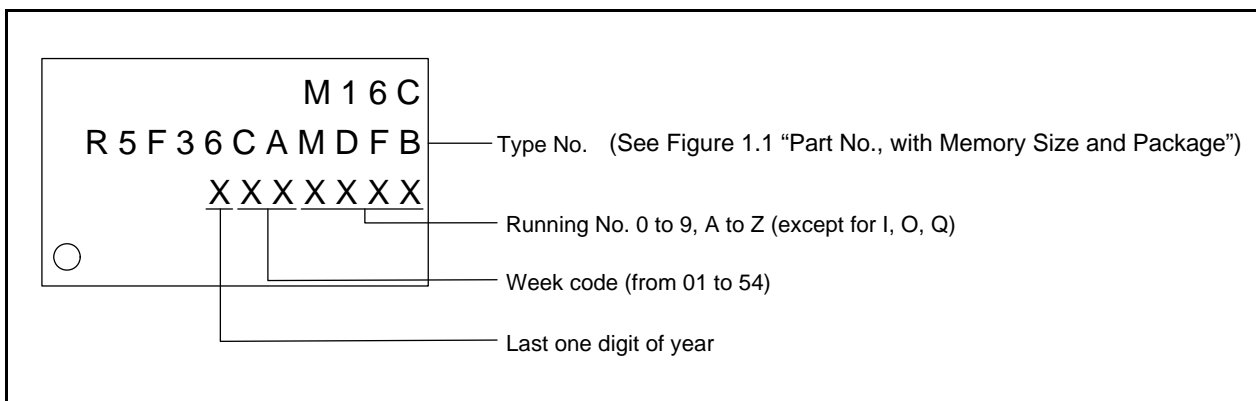 M16C
R5F36CAMDFB
Type No. (See Figure 1.1 “Part No., with Memory Size and Package”)
XXXXXXX
Running No. 0 to 9, A to Z (except for I, O, Q)
Week code (from 01 to 54)
Last one digit of year